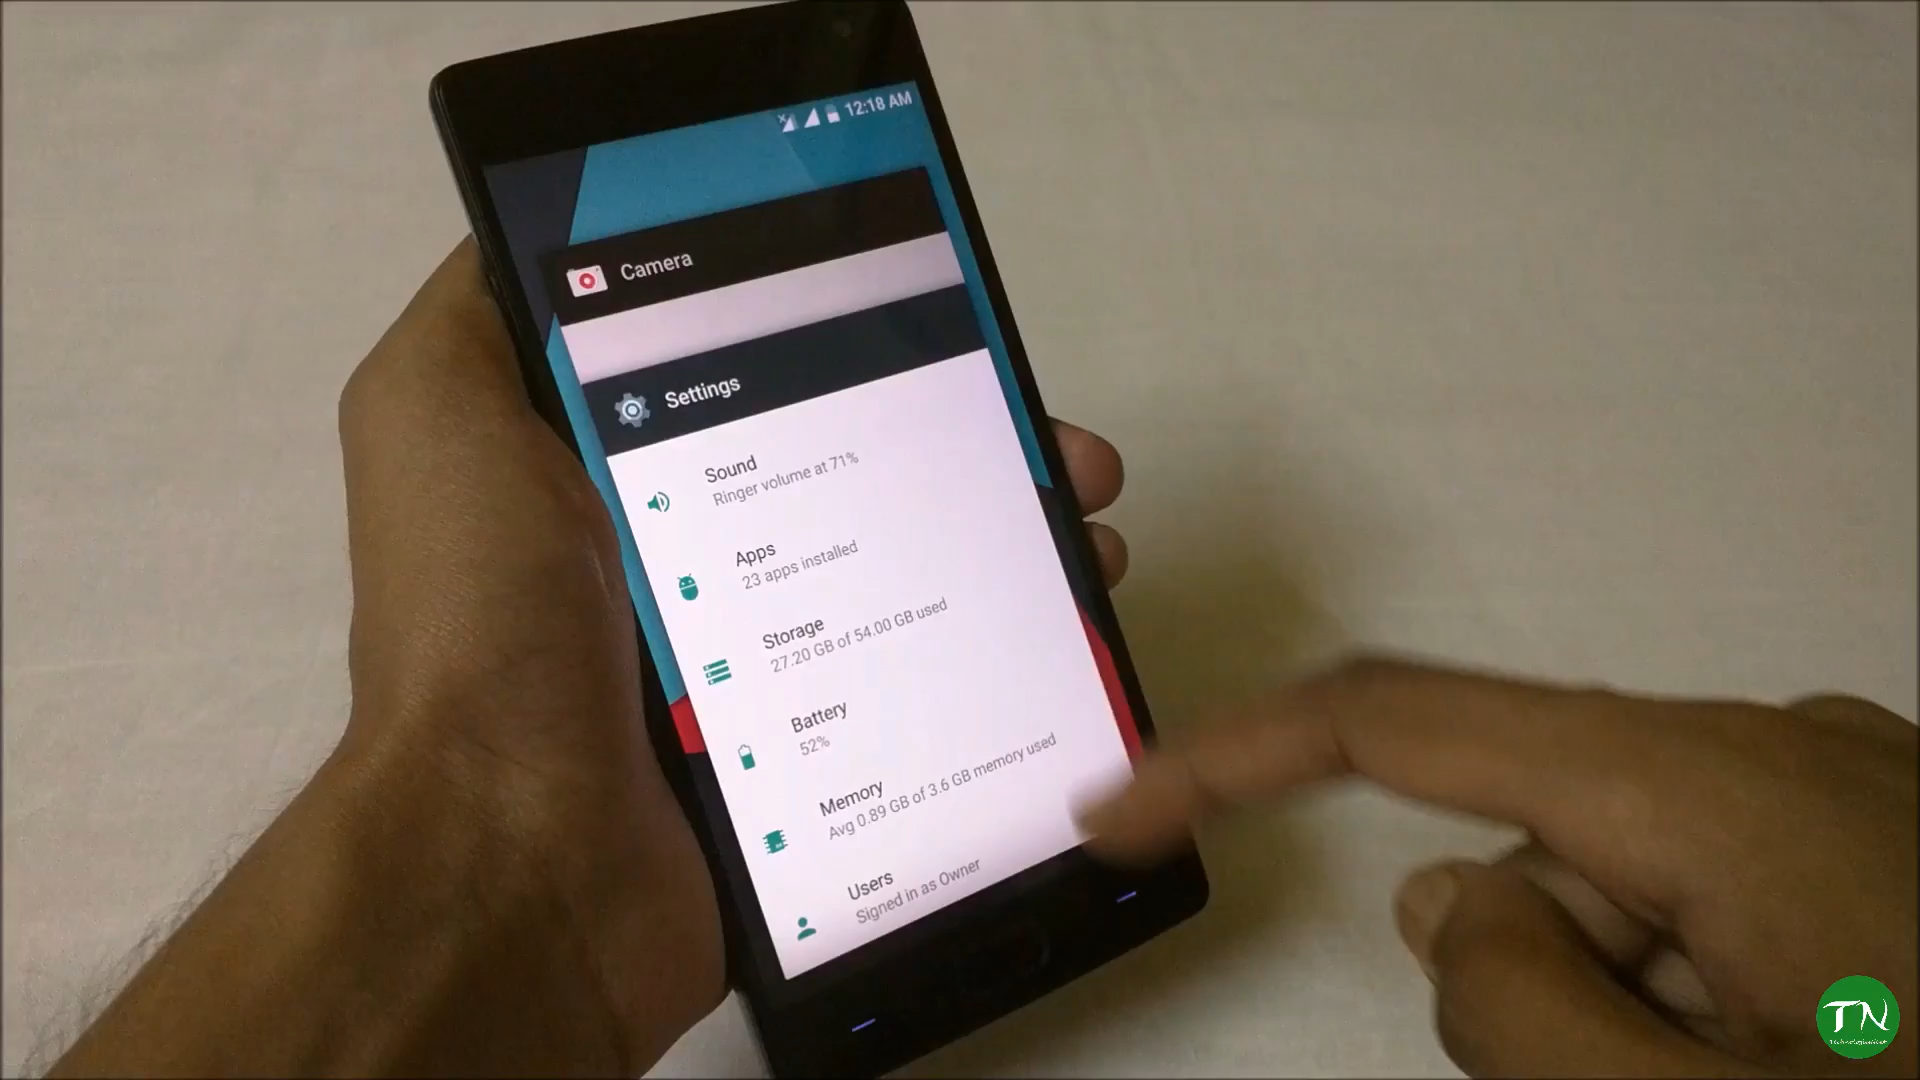 12:18 AM
Camera
Settings
Sound
Ringer volume at 71%
Apps
23 apps installed
Storage
27.20 GB of 54.00 GB used
Battery
52%
Memory
Avg 0.89 GB of 3.6 GB memory used
Users
Signed in as Owner
TN